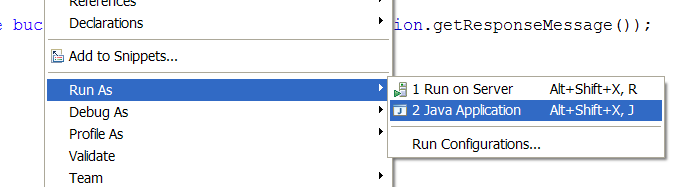 References
Declarations
e buc
ion.getResponseMessage());
Add to Snippets...
Run As
1 Run on Server Alt+Shift+X, R
Debug As
2 Java Application Alt+Shift+X, J
Profile As
Run Configurations...
Validate
Team